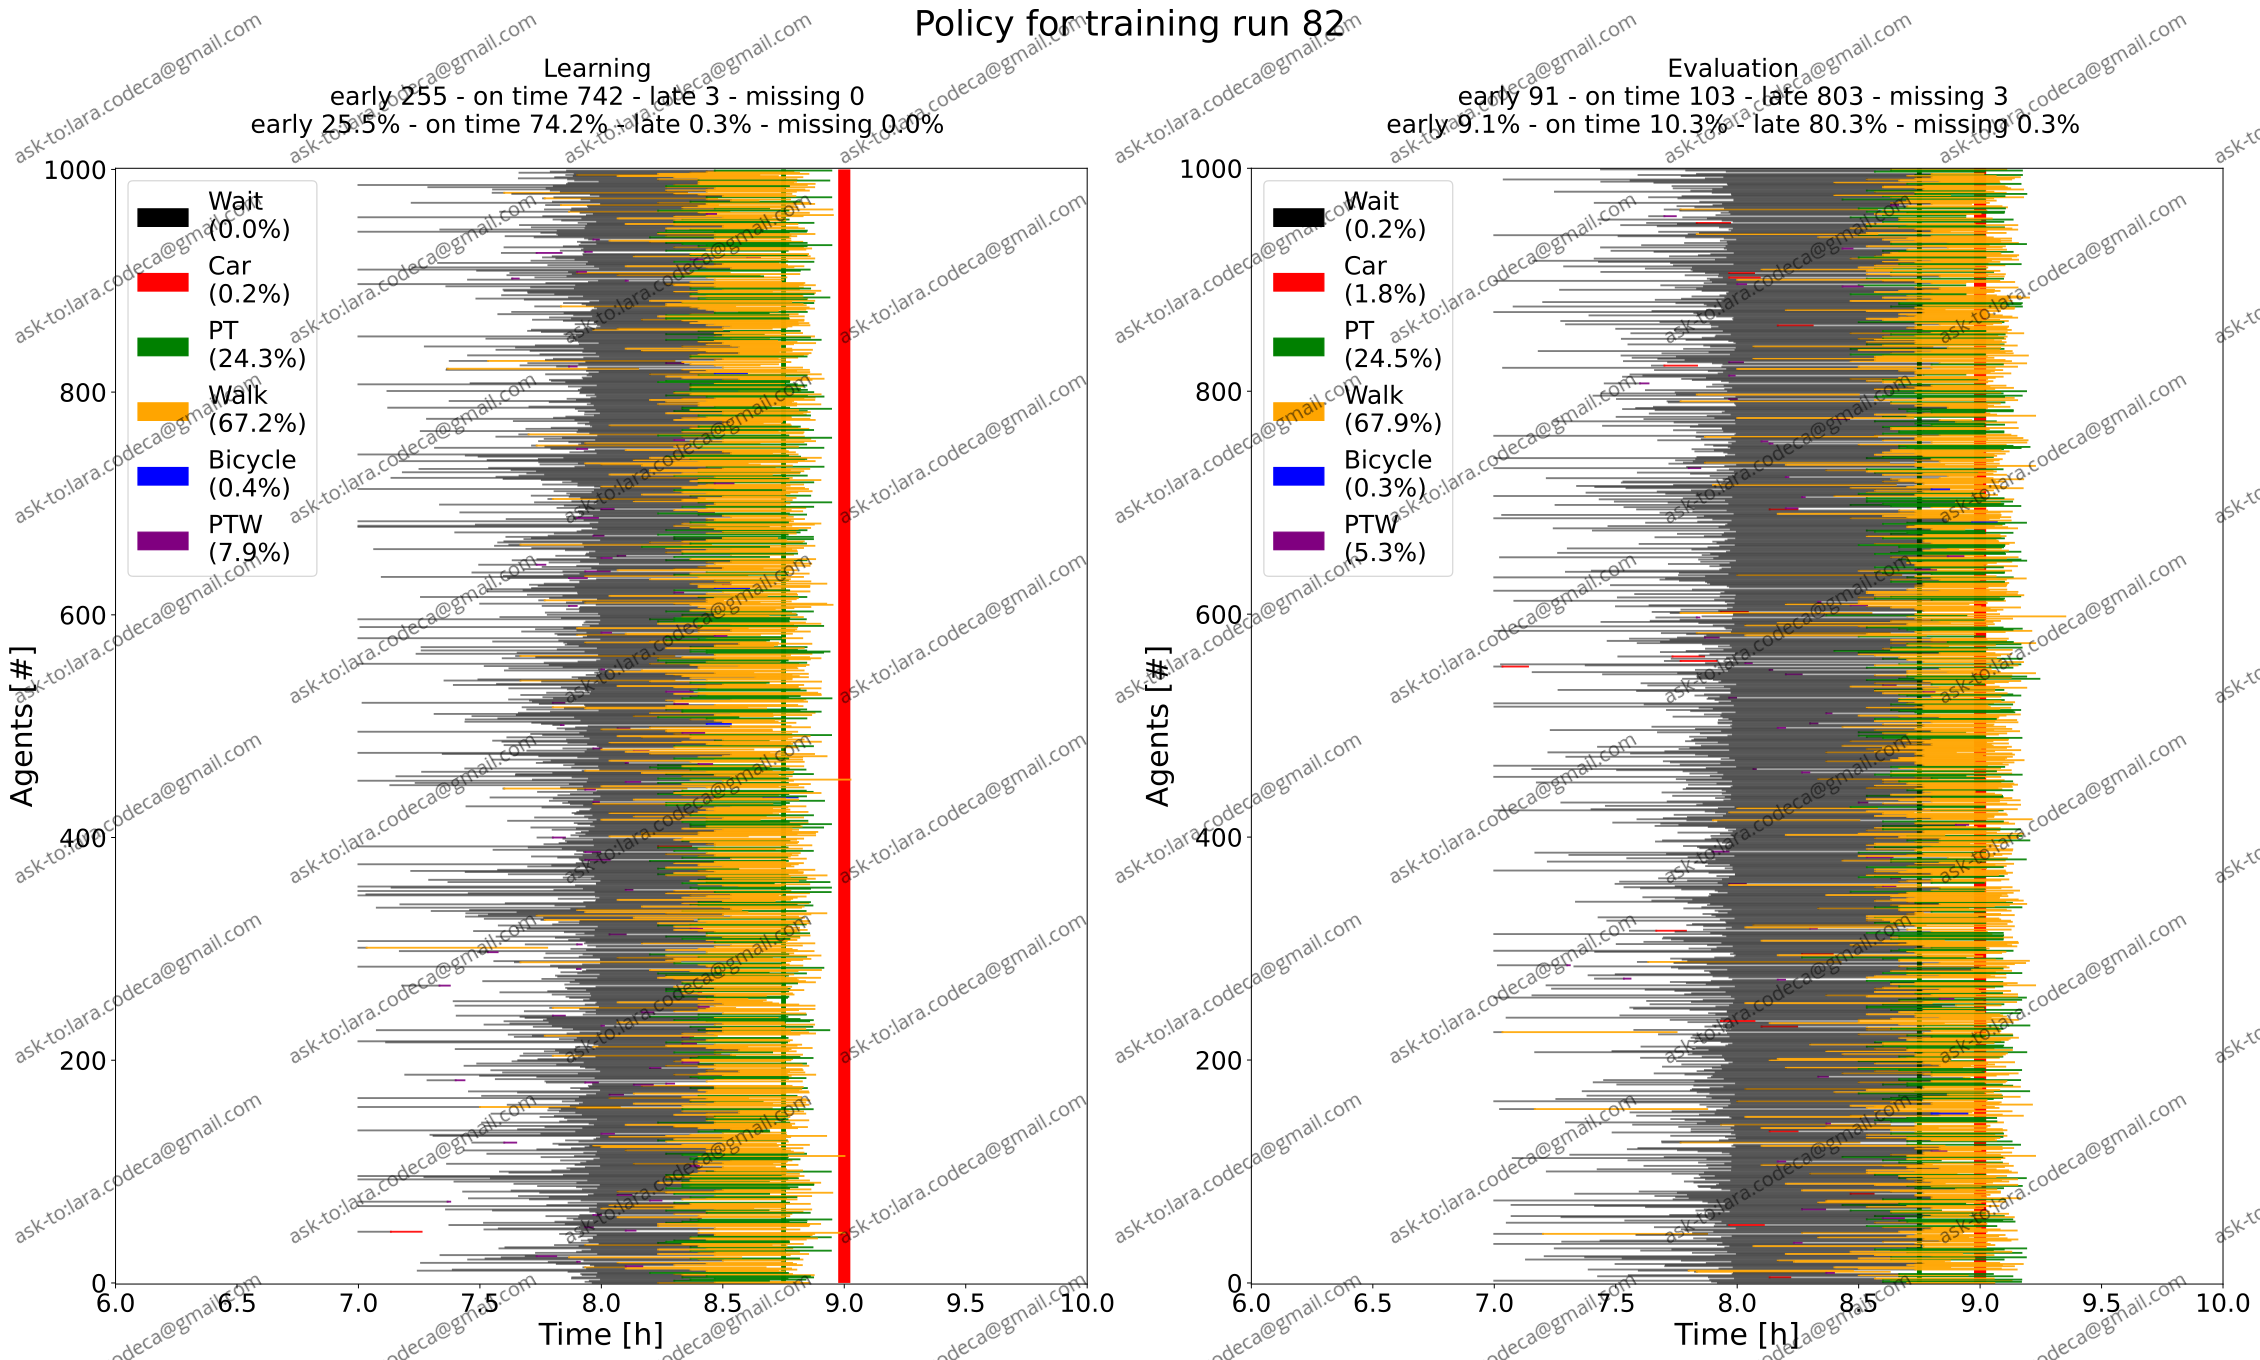 Policy for training run 82
Learning
early 255 - on time 742 - late 3 - missing 0
early 25.5% - on time 74.2% - late 0.3% - missing 0.0%
1000
800
600
400
200
0
Agents [#]
Wait
(0.0%)
Car
(0.2%)
PT
(24.3%)
Walk
(67.2%)
Bicycle
(0.4%)
PTW
(7.9%)
6.0 6.5 7.0 7.5 8.0 8.5 9.0 9.5 10.0
Time [h]
Evaluation
early 91 - on time 103 - late 803 - missing 3
early 9.1% - on time 10.3% - late 80.3% - missing 0.3%
1000
800
600
400
200
0
Agents [#]
Wait
(0.2%)
Car
(1.8%)
PT
(24.5%)
Walk
(67.9%)
Bicycle
(0.3%)
PTW
(5.3%)
6.0 6.5 7.0 7.5 8.0 8.5 9.0 9.5 10.0
Time [h]
ask-to:lara.codeca@gmail.com